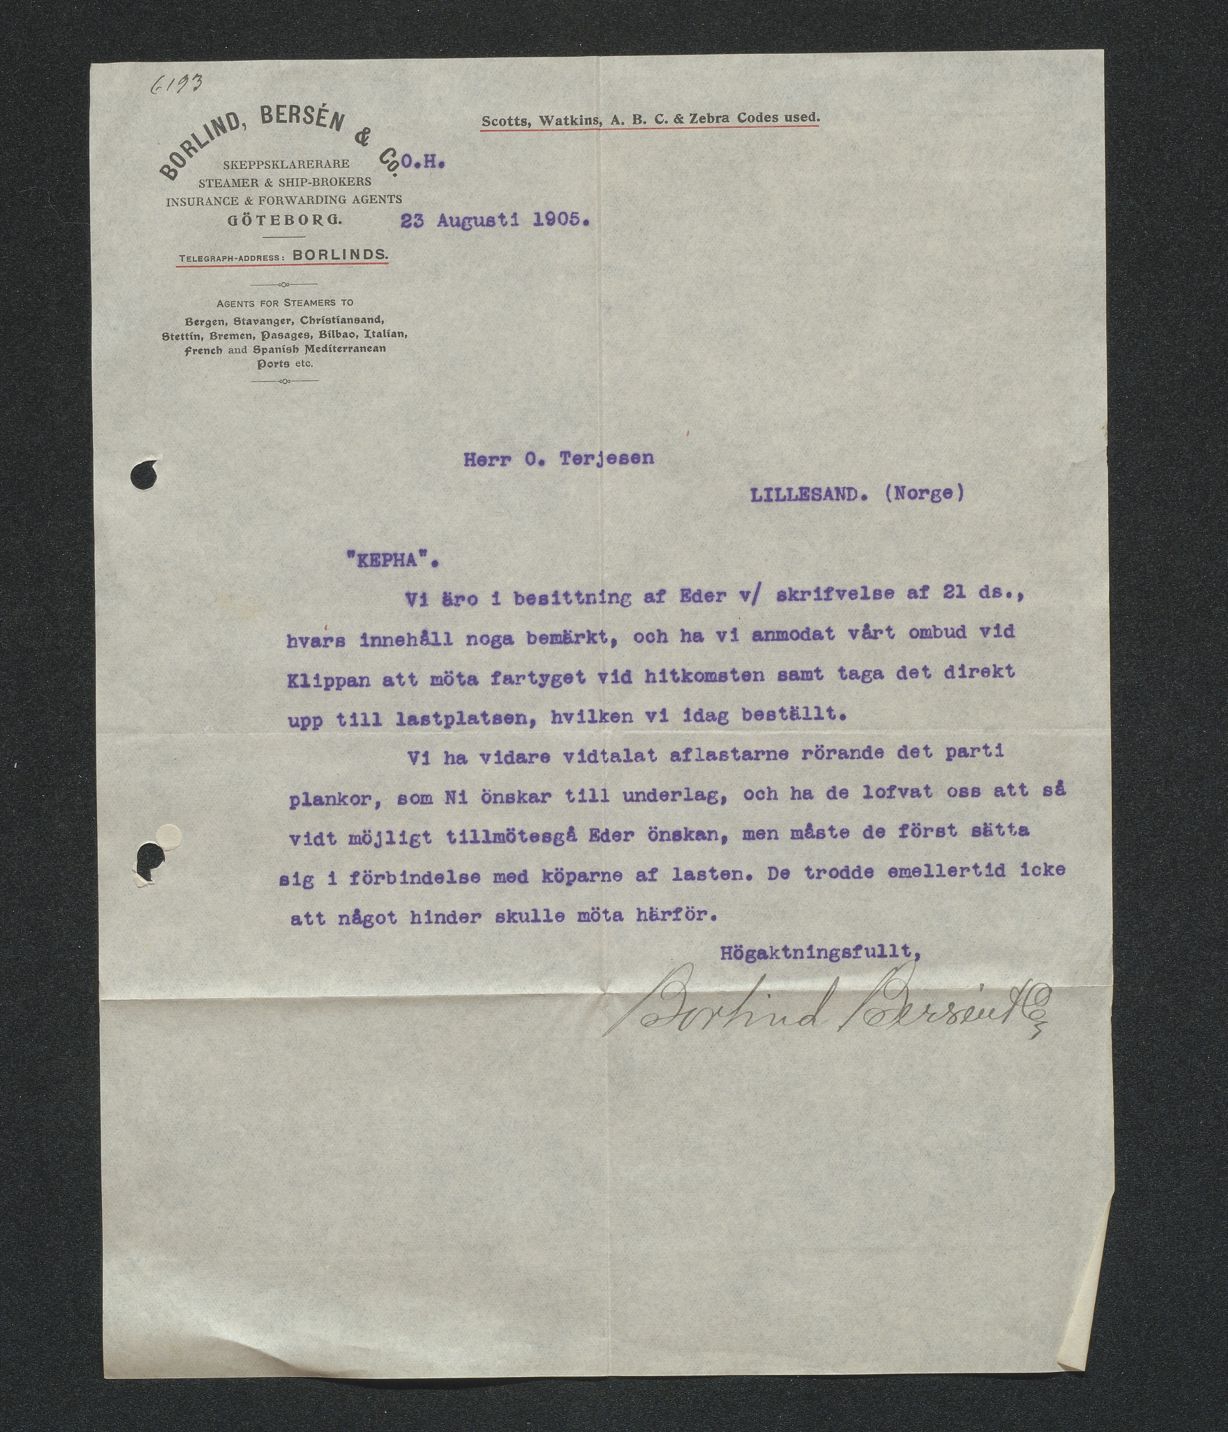 6193
BORLIND, BERSÉN & Co.
SKEPPSKLARERARE
STEAMER & SHIP-BROKERS
INSURANCE & FORWARDING AGENTS
GÖTEBORG.
TELEGRAPH-ADDRESS: BORLINDS.
AGENTS FOR STEAMERS TO
Bergen, Stavanger, Christiansand,
Stettin, Bremen, Pasages, Bilbao, Italian,
French and Spanish Mediterranean
Ports etc.
Scotts, Watkins, A. B. C. & Zebra Codes used.
O.H.
23 Augusti 1905.
Herr O. Terjesen
LILLESAND. (Norge)
"KEPHA".
Vi äro i besittning af Eder v/ skrifvelse af 21 ds.,
hvars innehåll noga bemärkt, och ha vi anmodat vårt ombud vid
Klippan att möta fartyget vid hitkomsten samt taga det direkt
upp till lastplatsen, hvilken vi idag beställt.
Vi ha vidare vidtalat aflastarne rörande det parti
plankor, som Ni önskar till underlag, och ha de lofvat oss att så
vidt möjligt tillmötesgå Eder önskan, men måste de först sätta
sig i förbindelse med köparne af lasten. De trodde emellertid icke
att något hinder skulle möta härför.
Högaktningsfullt,
Borlind Bersén & Co